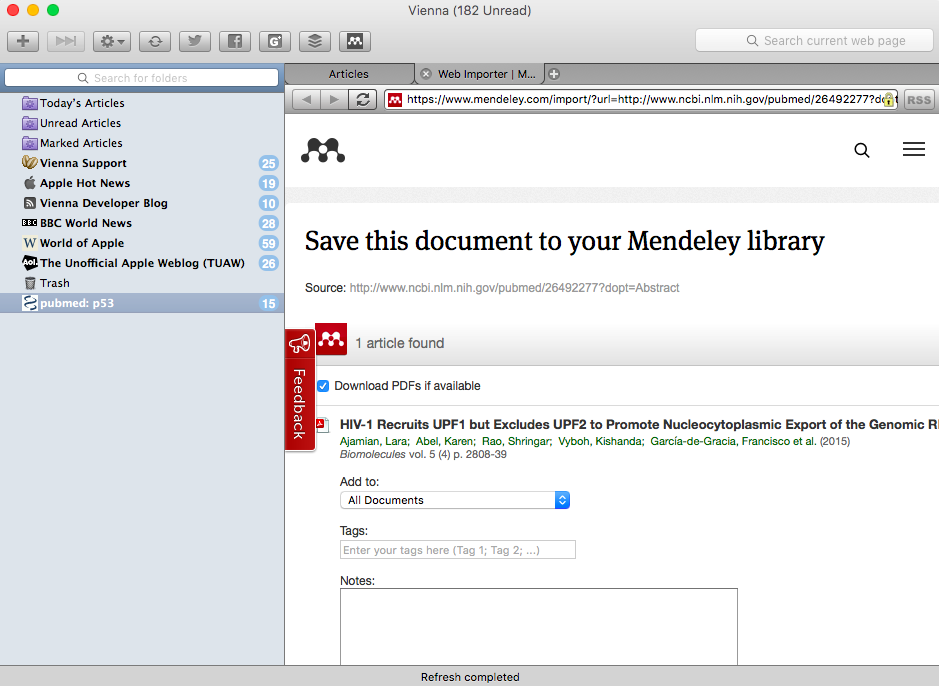 Vienna (182 Unread)
Search current web page
Search for folders
Articles
Web Importer | M...
https://www.mendeley.com/import/?url=http://www.ncbi.nlm.nih.gov/pubmed/26492277?do
RSS
Today's Articles
Unread Articles
Marked Articles
Vienna Support 25
Apple Hot News 19
Vienna Developer Blog 10
BBC BBC World News 28
W World of Apple 59
Aol. The Unofficial Apple Weblog (TUAW) 26
Trash
pubmed: p53 15
Save this document to your Mendeley library
Source: http://www.ncbi.nlm.nih.gov/pubmed/26492277?dopt=Abstract
1 article found
Feedback
Download PDFs if available
HIV-1 Recruits UPF1 but Excludes UPF2 to Promote Nucleocytoplasmic Export of the Genomic R
Ajamian, Lara; Abel, Karen; Rao, Shringar; Vyboh, Kishanda; García-de-Gracia, Francisco et al. (2015)
Biomolecules vol. 5 (4) p. 2808-39
Add to:
All Documents
Tags:
Enter your tags here (Tag 1; Tag 2; ...)
Notes:
Refresh completed